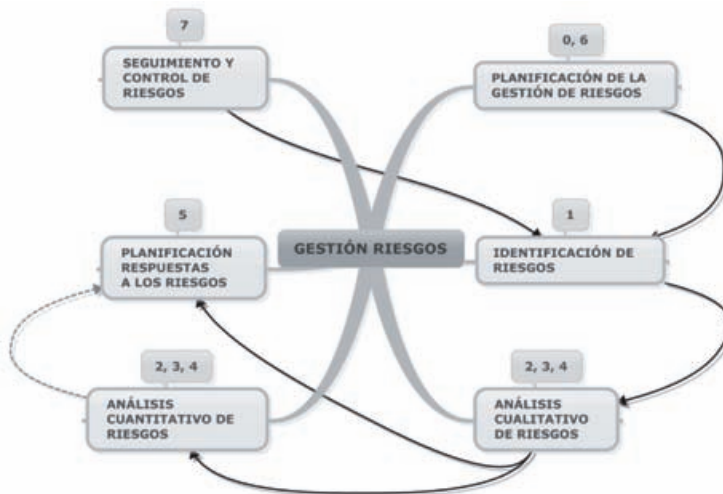 7
SEGUIMIENTO Y
CONTROL DE
RIESGOS
0, 6
PLANIFICACIÓN DE LA
GESTIÓN DE RIESGOS
5
PLANIFICACIÓN
RESPUESTAS
A LOS RIESGOS
GESTIÓN RIESGOS
1
IDENTIFICACIÓN DE
RIESGOS
2, 3, 4
ANÁLISIS
CUANTITATIVO DE
RIESGOS
2, 3, 4
ANÁLISIS
CUALITATIVO
DE RIESGOS